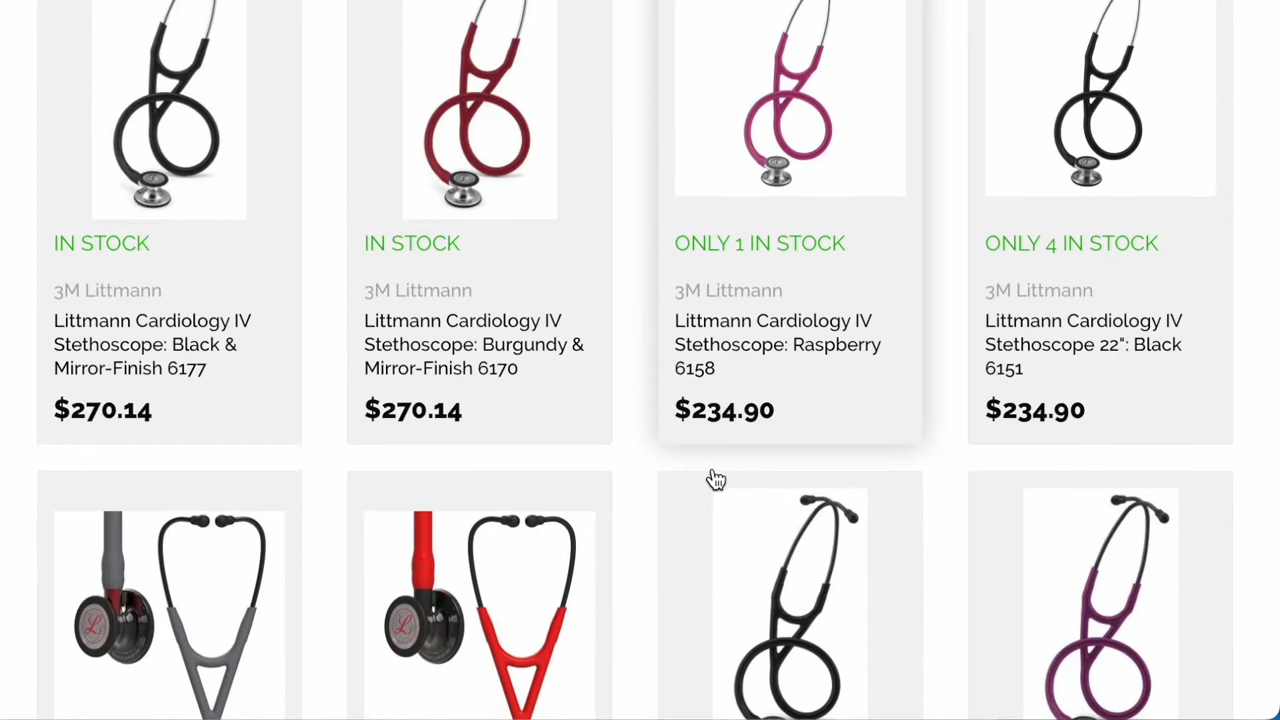 IN STOCK
3M Littmann
Littmann Cardiology IV
Stethoscope: Black &
Mirror-Finish 6177
$270.14
IN STOCK
3M Littmann
Littmann Cardiology IV
Stethoscope: Burgundy &
Mirror-Finish 6170
$270.14
ONLY 1 IN STOCK
3M Littmann
Littmann Cardiology IV
Stethoscope: Raspberry
6158
$234.90
ONLY 4 IN STOCK
3M Littmann
Littmann Cardiology IV
Stethoscope 22": Black
6151
$234.90